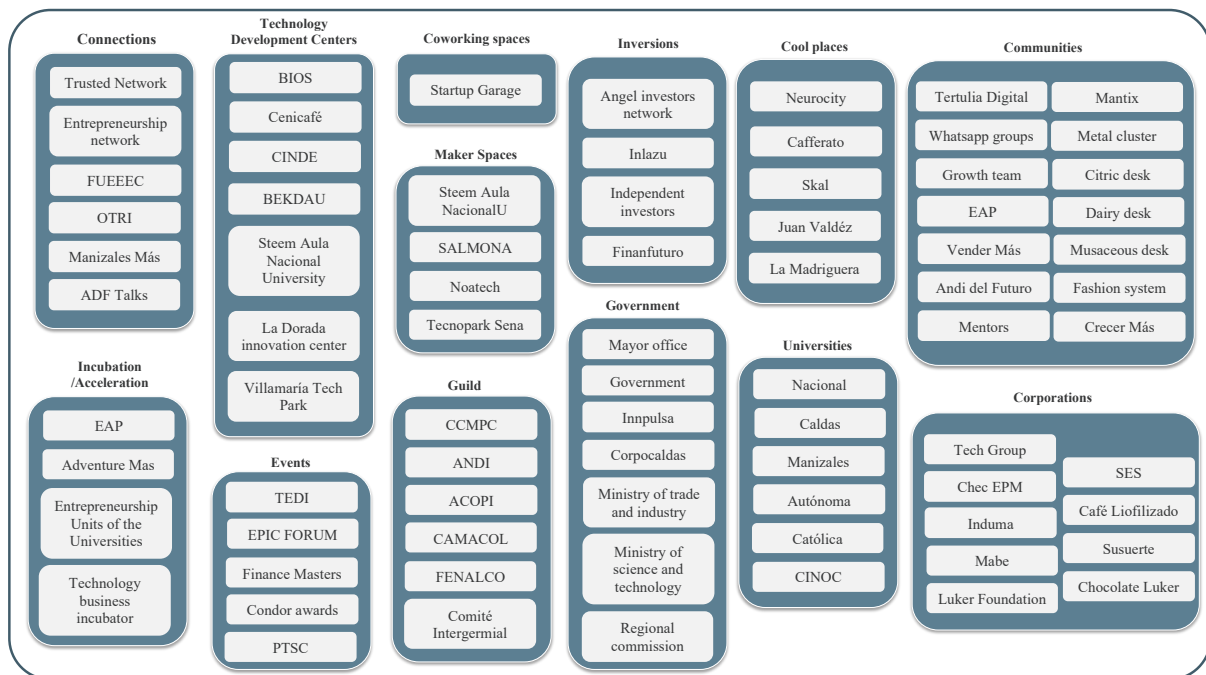 Connections
Trusted Network
Entrepreneurship
network
FUEEEC
OTRI
Manizales Más
ADF Talks
Incubation
/Acceleration
EAP
Adventure Mas
Entrepreneurship
Units of the
Universities
Technology
business
incubator
Technology
Development Centers
BIOS
Cenicafé
CINDE
BEKDAU
Steem Aula
Nacional
University
La Dorada
innovation center
Villamaría Tech
Park
Events
TEDI
EPIC FORUM
Finance Masters
Condor awards
PTSC
Coworking spaces
Startup Garage
Maker Spaces
Steem Aula
NacionalU
SALMONA
Noatech
Tecnopark Sena
Guild
CCMPC
ANDI
ACOPI
CAMACOL
FENALCO
Comité
Intergermial
Inversions
Angel investors
network
Inlazu
Independent
investors
Finanfuturo
Government
Mayor office
Government
Innpulsa
Corpocaldas
Ministry of trade
and industry
Ministry of
science and
technology
Regional
commission
Cool places
Neurocity
Cafferato
Skal
Juan Valdéz
La Madriguera
Universities
Nacional
Caldas
Manizales
Autónoma
Católica
CINOC
Communities
Tertulia Digital
Whatsapp groups
Growth team
EAP
Vender Más
Andi del Futuro
Mentors
Mantix
Metal cluster
Citric desk
Dairy desk
Musaceous desk
Fashion system
Crecer Más
Corporations
Tech Group
Chec EPM
Induma
Mabe
Luker Foundation
SES
Café Liofilizado
Susuerte
Chocolate Luker